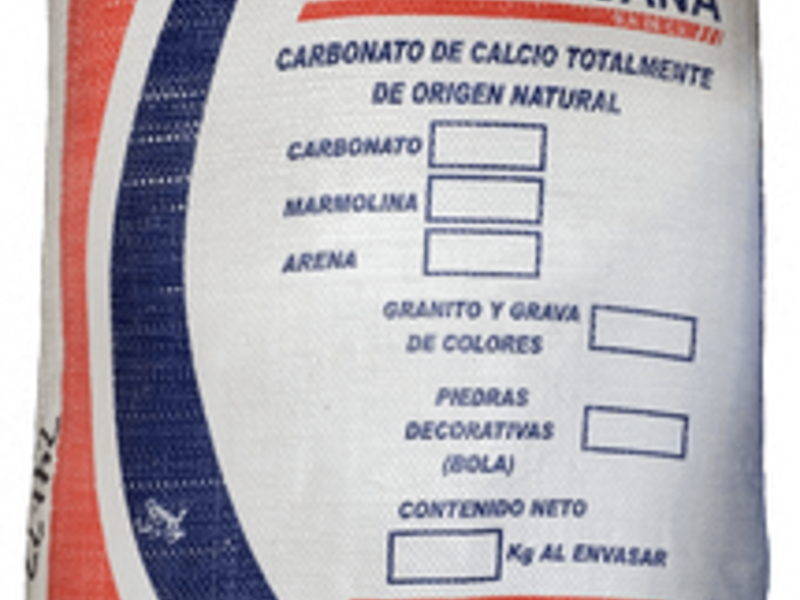 CARBONATO DE CALCIO TOTALMENTE
DE ORIGEN NATURAL
CARBONATO
MARMOLINA
ARENA
GRANITO Y GRAVA
DE COLORES
PIEDRAS
DECORATIVAS
(BOLA)
CONTENIDO NETO
Kg AL ENVASAR